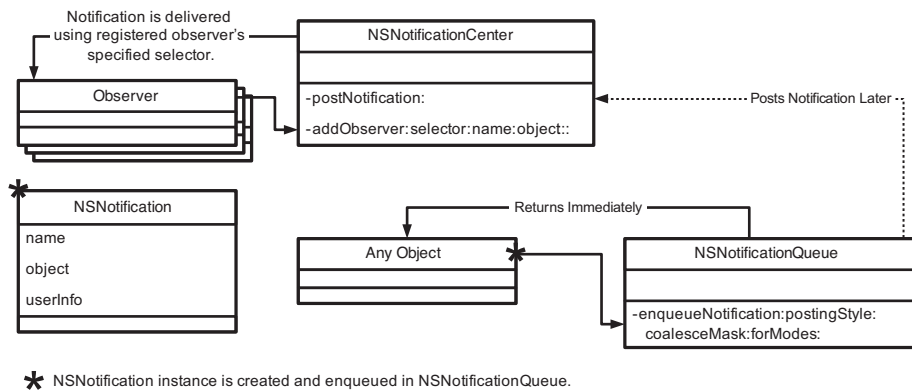 Notification is delivered
using registered observer's
specified selector.
NSNotificationCenter
-postNotification:
-addObserver:selector:name:object::
Observer
Posts Notification Later
NSNotification
name
object
userInfo
Returns Immediately
Any Object
NSNotificationQueue
-enqueueNotification:postingStyle:
coalesceMask:forModes:
* NSNotification instance is created and enqueued in NSNotificationQueue.